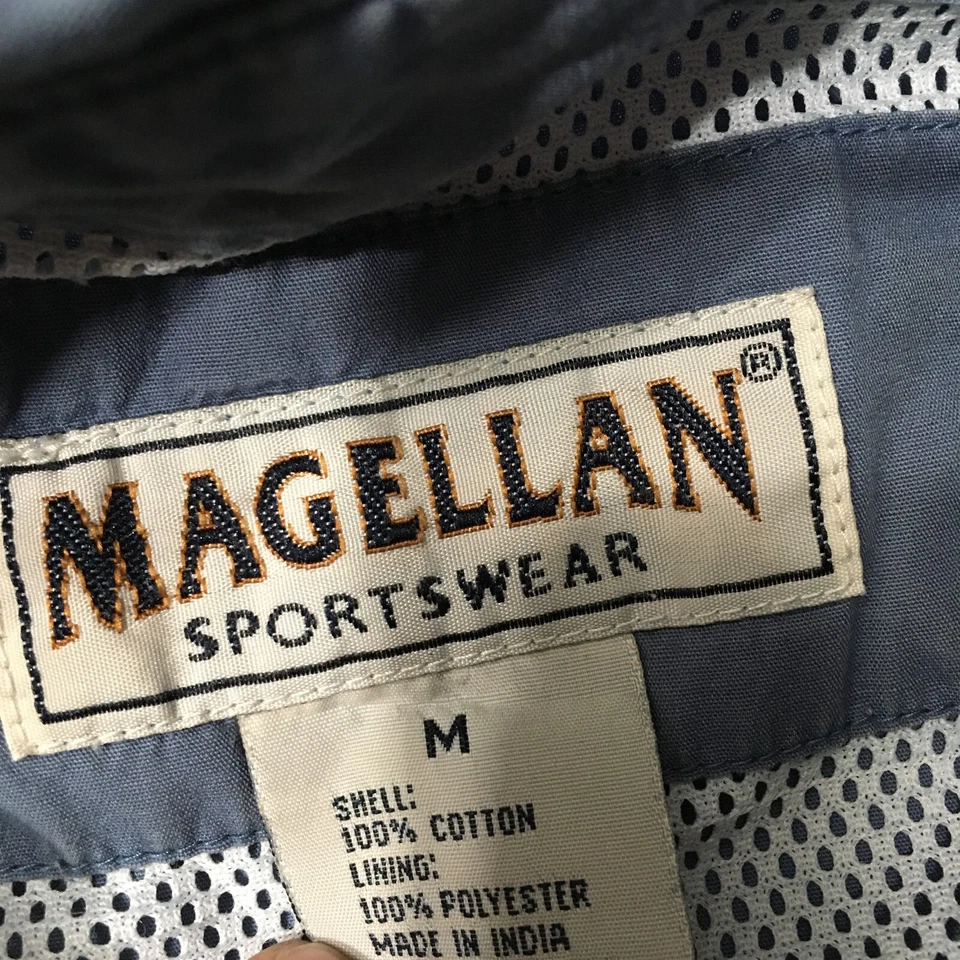 MAGELLAN®
SPORTSWEAR
M
SHELL:
100% COTTON
LINING:
100% POLYESTER
MADE IN INDIA